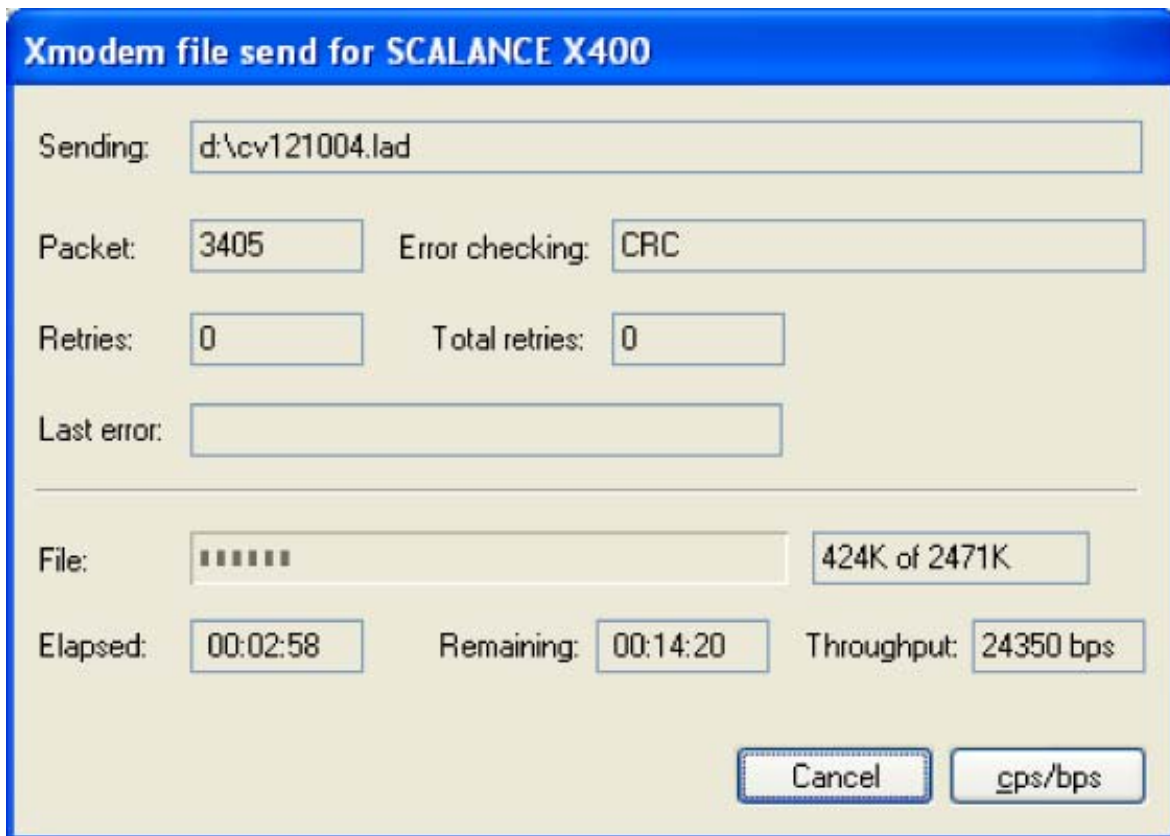 Xmodem file send for SCALANCE X400
Sending: d:\cv121004.lad
Packet: 3405 Error checking: CRC
Retries: 0 Total retries: 0
Last error:
File: 424K of 2471K
Elapsed: 00:02:58 Remaining: 00:14:20 Throughput: 24350 bps
Cancel cps/bps